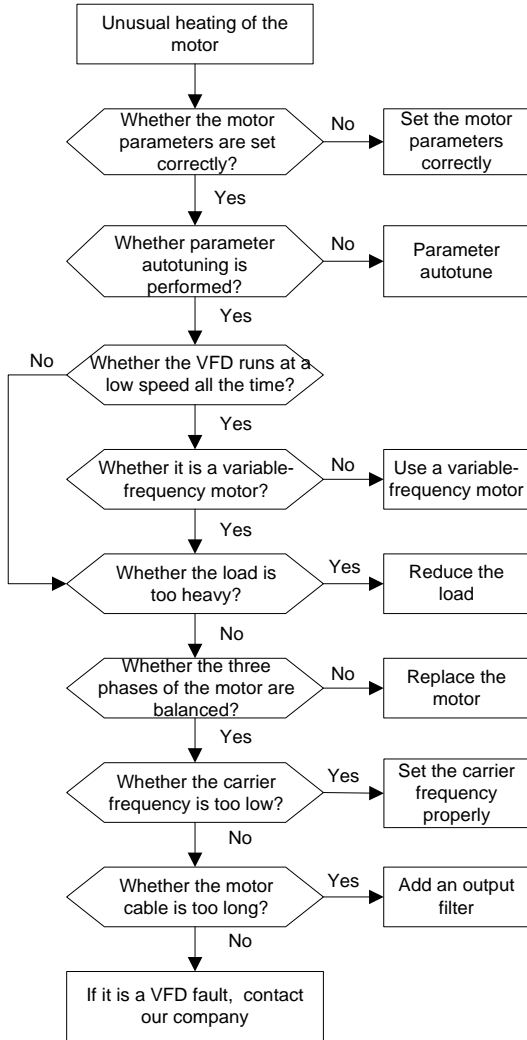 Unusual heating of the
motor
Whether the motor
parameters are set
correctly?
No
Set the motor
parameters
correctly
Yes
Whether parameter
autotuning is
performed?
No
Parameter
autotune
Yes
No
Whether the VFD runs at a
low speed all the time?
Yes
Whether it is a variable-
frequency motor?
No
Use a variable-
frequency motor
Yes
Whether the load is
too heavy?
Yes
Reduce the
load
No
Whether the three
phases of the motor are
balanced?
No
Replace the
motor
Yes
Whether the carrier
frequency is too low?
Yes
Set the carrier
frequency
properly
No
Whether the motor
cable is too long?
Yes
Add an output
filter
No
If it is a VFD fault, contact
our company